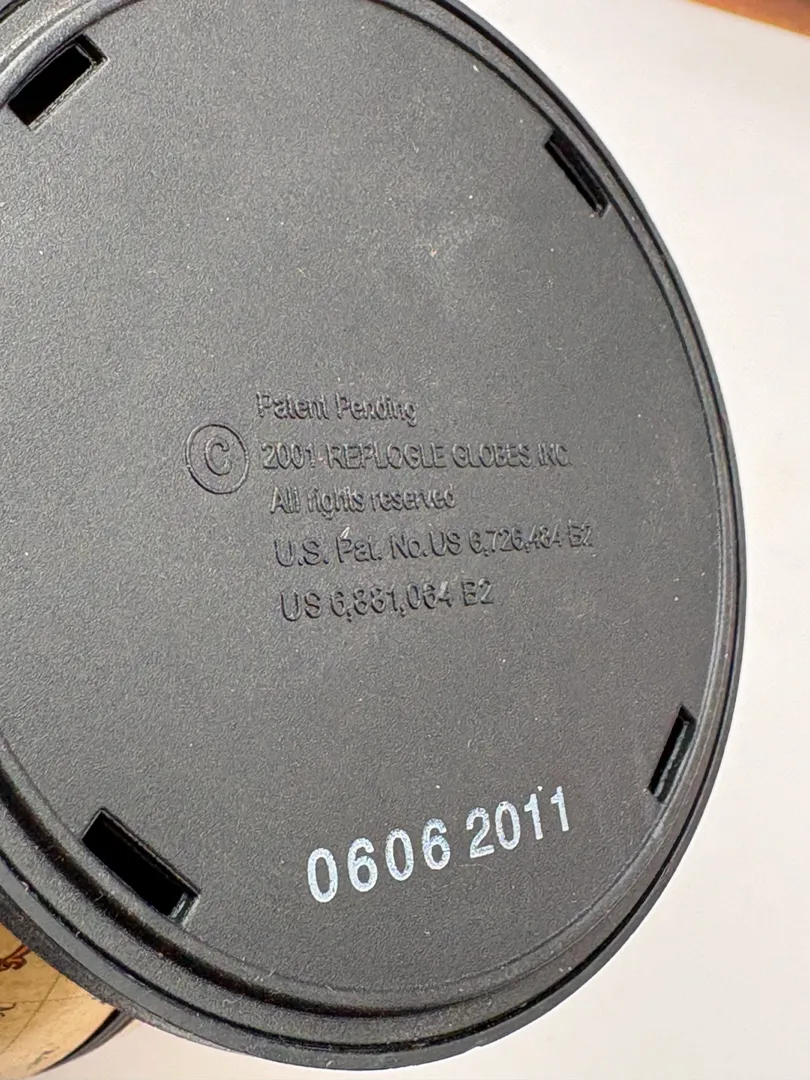 Patent Pending
© 2001 REPLOGLE GLOBES INC.
All rights reserved
U.S. Pat. No. US 6,726,484 B2
US 6,881,064 B2
0606 2011